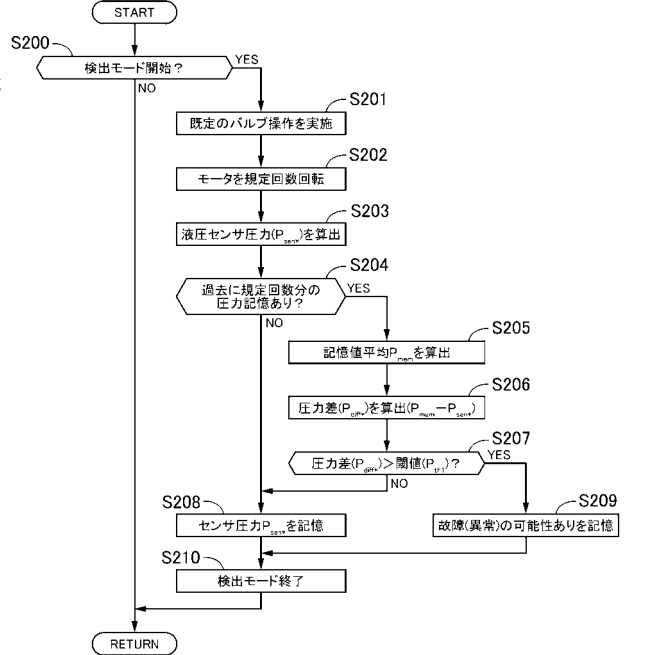 START
S200
検出モード開始？
YES
NO
S201
既定のバルブ操作を実施
S202
モータを規定回数回転
S203
液圧センサ圧力(Psen*)を算出
S204
過去に規定回数分の
圧力記憶あり？
YES
NO
S205
記憶値平均Pmemを算出
S206
圧力差(Pdiff*)を算出(Pmem−Psen*)
S207
圧力差(Pdiff*)＞閾値(Pth1)？
YES
NO
S208
センサ圧力Psen*を記憶
S209
故障(異常)の可能性ありを記憶
S210
検出モード終了
RETURN